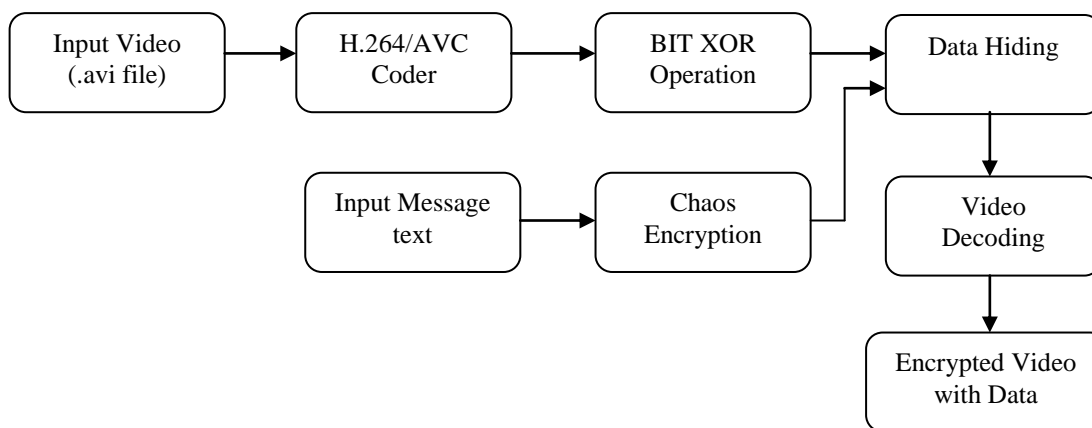 Input Video
(.avi file)
H.264/AVC
Coder
BIT XOR
Operation
Data Hiding
Input Message
text
Chaos
Encryption
Video
Decoding
Encrypted Video
with Data